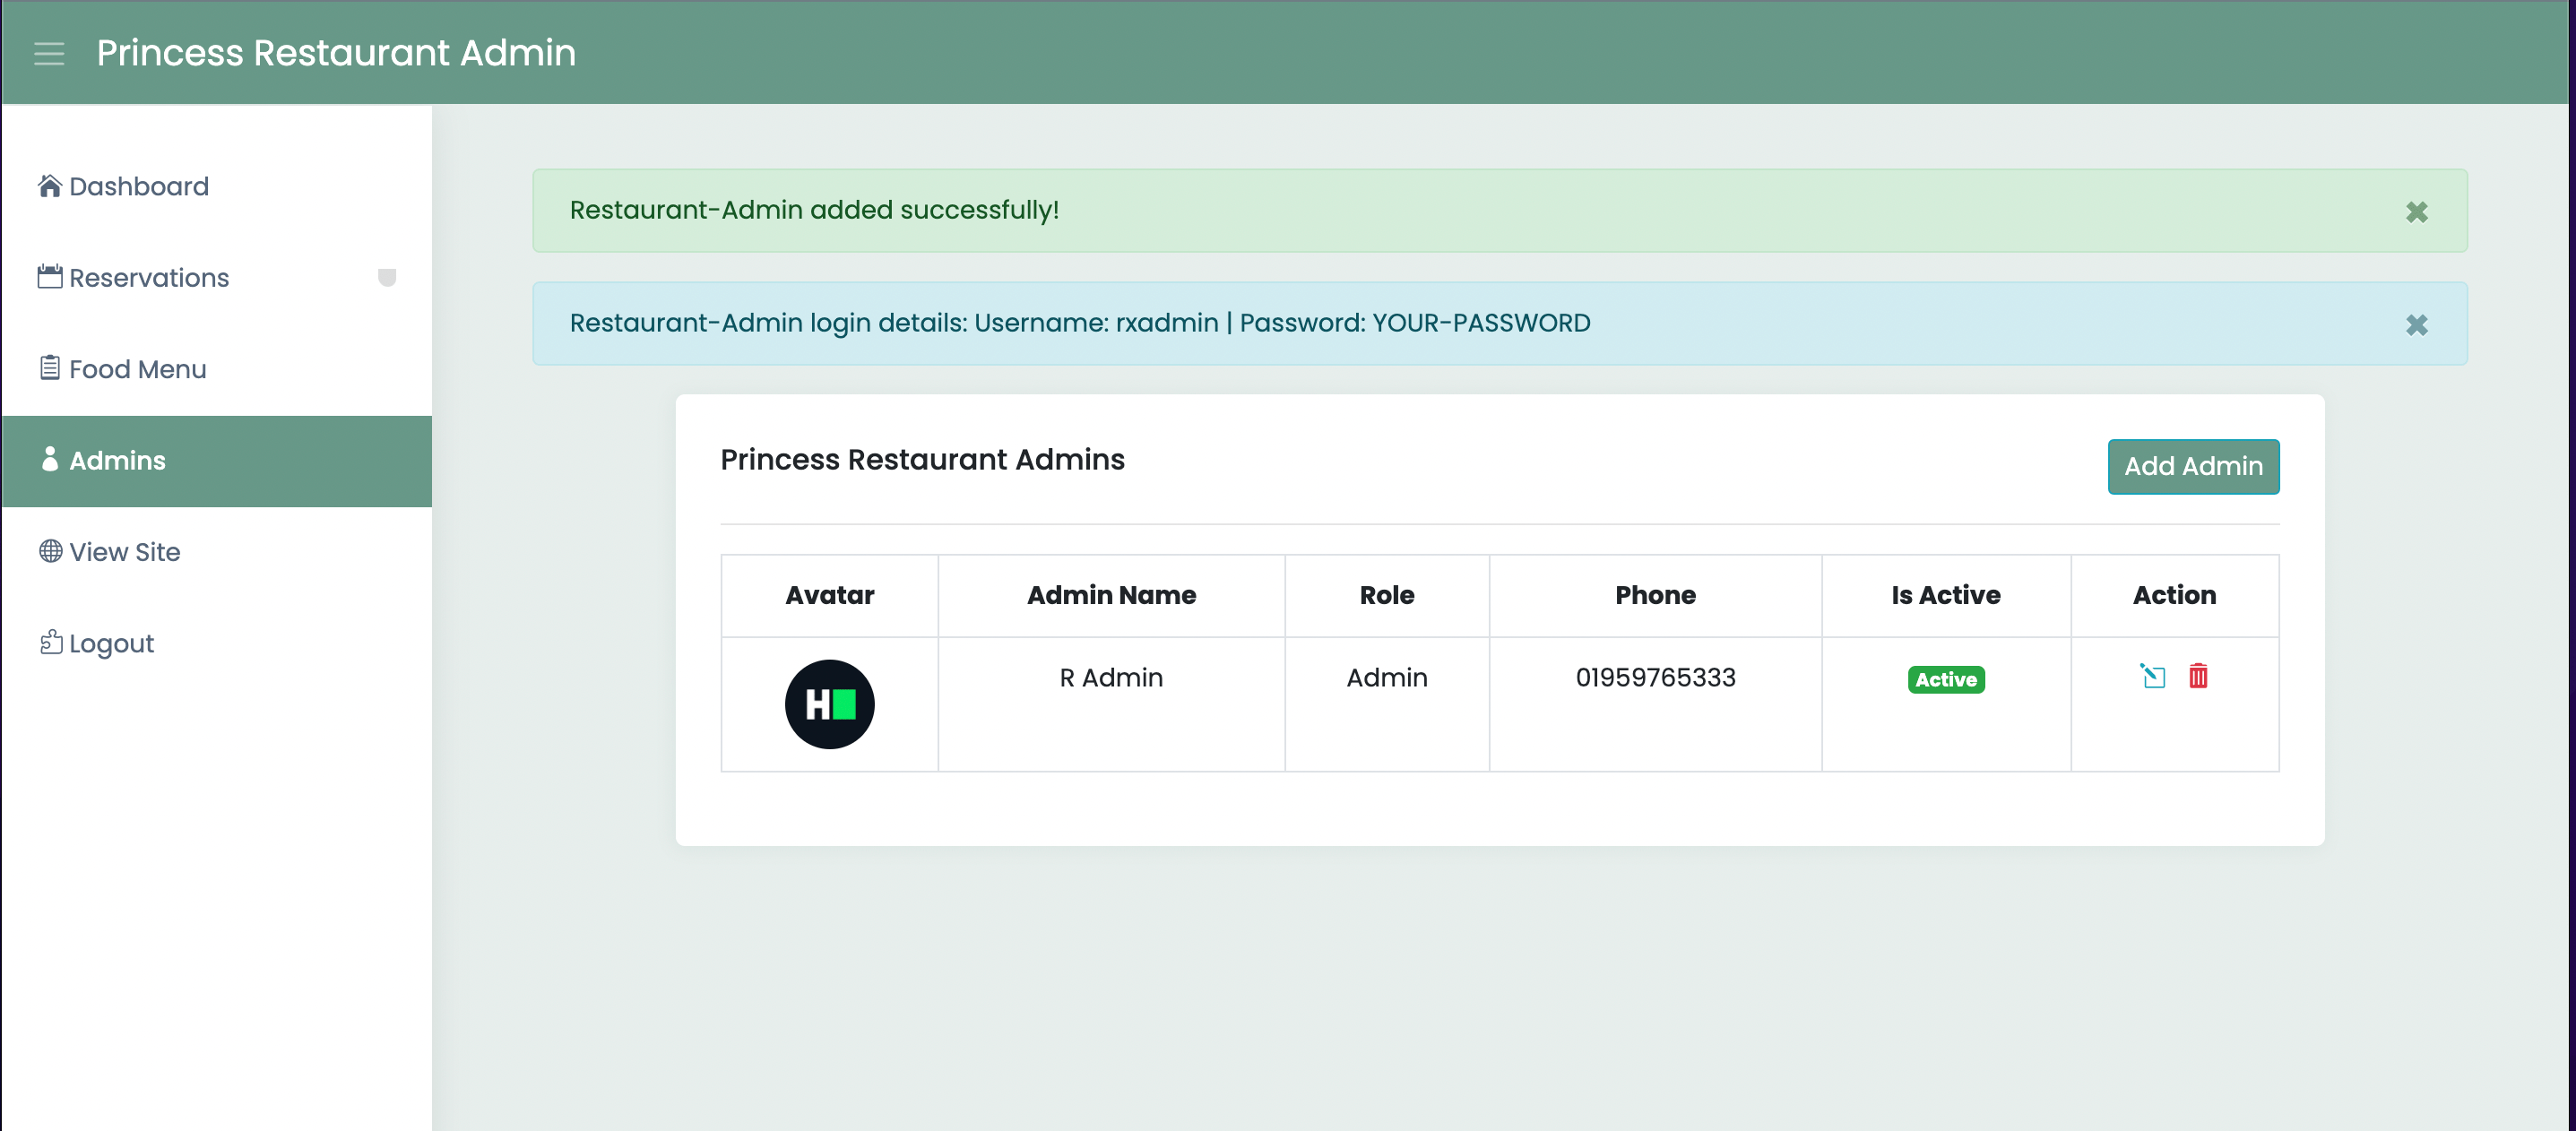 Princess Restaurant Admin
Dashboard
Reservations
Food Menu
Admins
View Site
Logout
Restaurant-Admin added successfully!
Restaurant-Admin login details: Username: rxadmin | Password: YOUR-PASSWORD
Princess Restaurant Admins
Add Admin
Avatar Admin Name Role Phone Is Active Action
H R Admin Admin 01959765333 Active